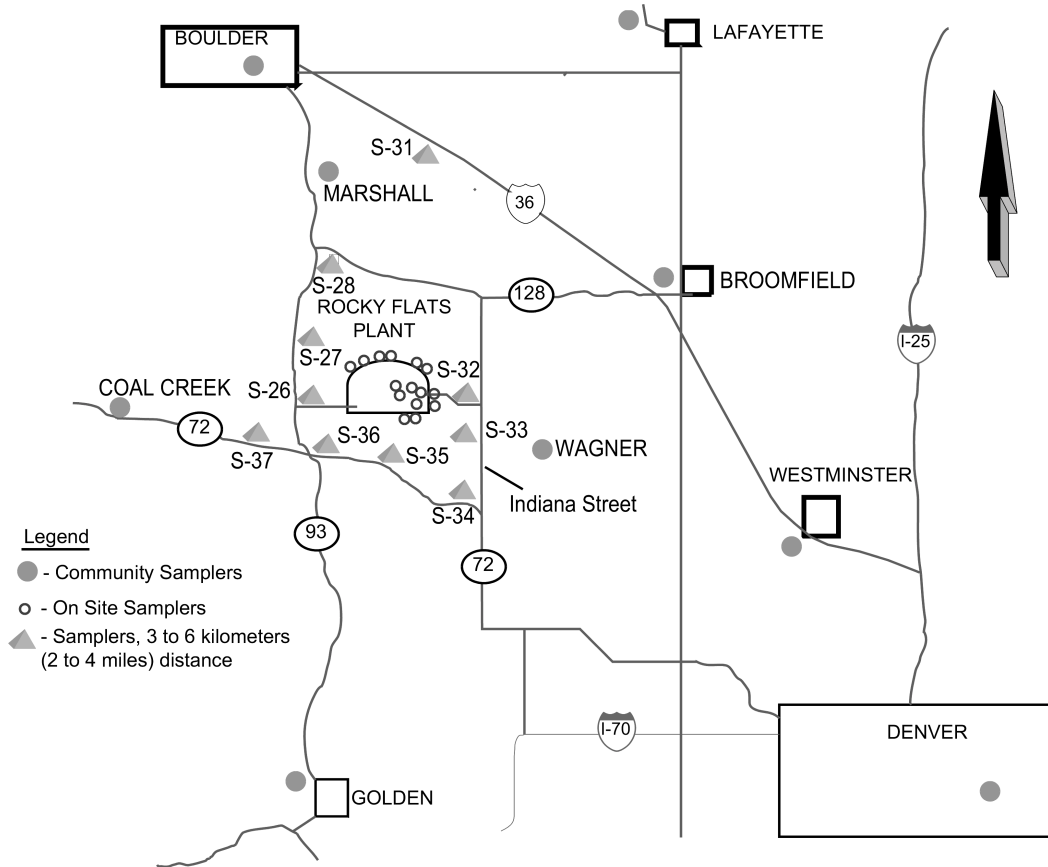 BOULDER
LAFAYETTE
S-31
MARSHALL
36
S-28
128
BROOMFIELD
ROCKY FLATS
PLANT
I-25
S-27
S-32
COAL CREEK
S-26
72
S-36
S-33
S-37
S-35
WAGNER
WESTMINSTER
Indiana Street
S-34
93
72
Legend
- Community Samplers
- On Site Samplers
- Samplers, 3 to 6 kilometers
(2 to 4 miles) distance
I-70
DENVER
GOLDEN